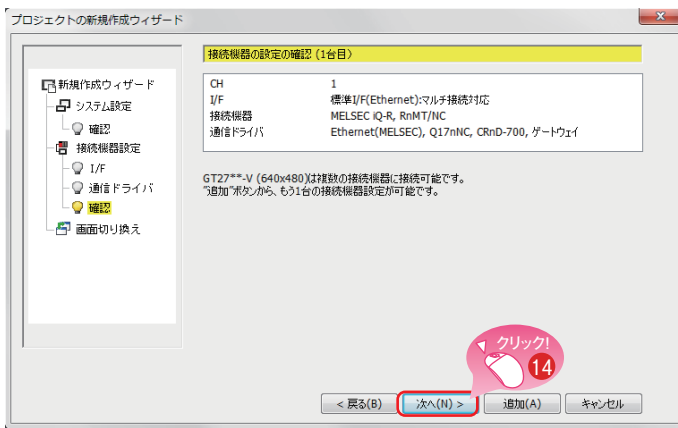 プロジェクトの新規作成ウィザード
新規作成ウィザード
システム設定
確認
接続機器設定
I/F
通信ドライバ
確認
画面切り換え
接続機器の設定の確認 (1台目)
CH 1
I/F 標準I/F(Ethernet):マルチ接続対応
接続機器 MELSEC iQ-R, RnMT/NC
通信ドライバ Ethernet(MELSEC), Q17nNC, CRnD-700, ゲートウェイ
GT27**-V (640x480)は複数の接続機器に接続可能です。
"追加"ボタンから、もう1台の接続機器設定が可能です。
クリック!
14
< 戻る(B)
次へ(N) >
追加(A)
キャンセル